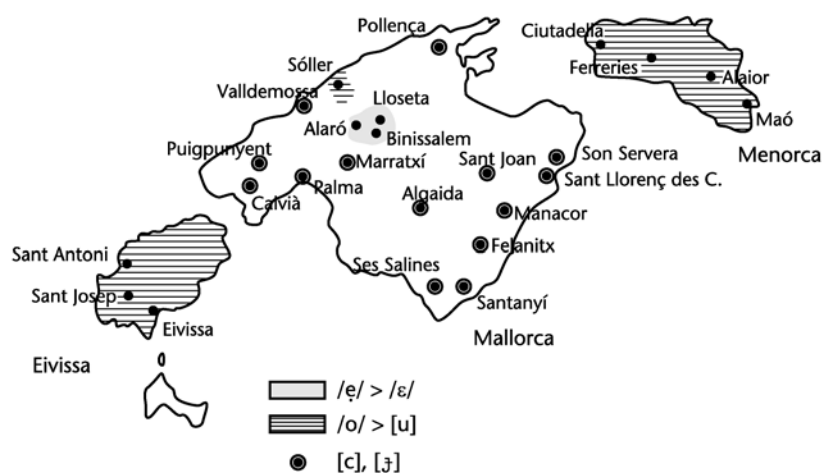 Pollença
Ciutadella
Ferreries
Alaior
Maó
Menorca
Sóller
Valldemossa
Lloseta
Alaró
Binissalem
Puigpunyent
Marratxí
Sant Joan
Son Servera
Sant Llorenç des C.
Calvià
Palma
Algaida
Manacor
Felanitx
Ses Salines
Santanyí
Mallorca
Sant Antoni
Sant Josep
Eivissa
Eivissa
/ẹ/ > /ɛ/
/o/ > [u]
[c], [ɟ]